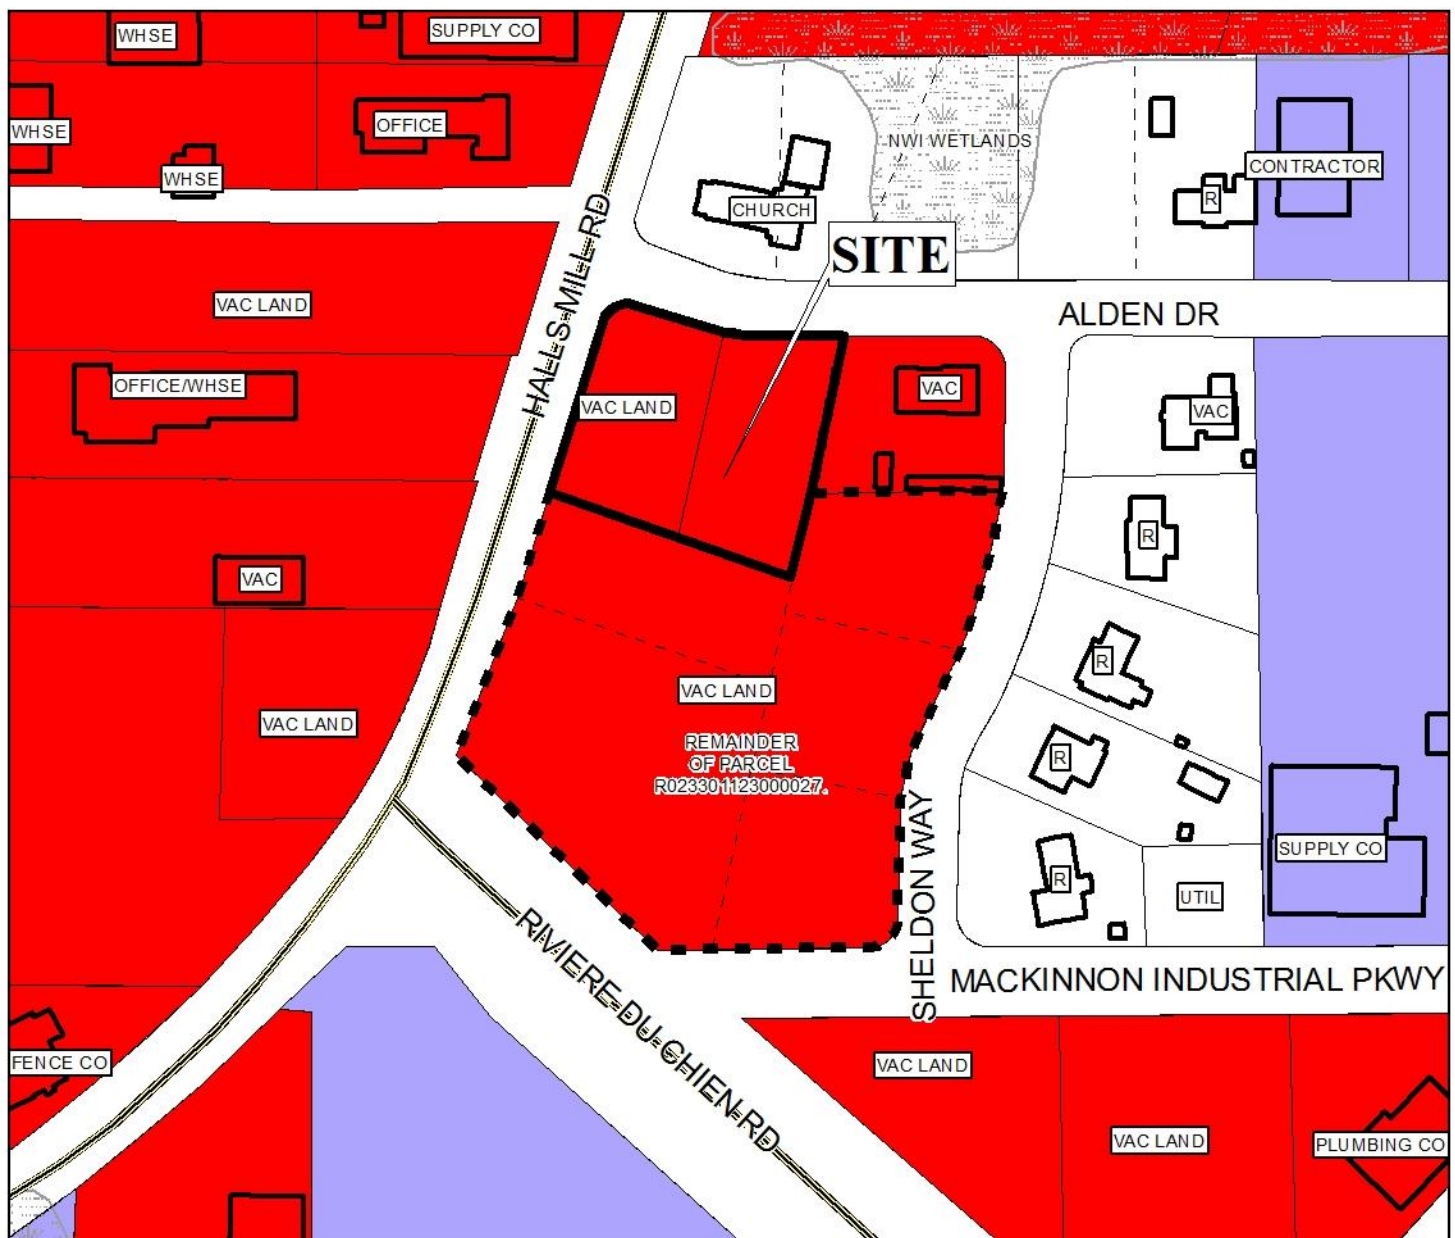 WHSE
SUPPLY CO
WHSE
OFFICE
WHSE
NWI WETLANDS
CONTRACTOR
R
CHURCH
SITE
HALLS MILL RD
VAC LAND
ALDEN DR
OFFICE/WHSE
VAC LAND
VAC
VAC
R
VAC
R
VAC LAND
VAC LAND
REMAINDER
OF PARCEL
R023301123000027.
R
SHELDON WAY
SUPPLY CO
R
UTIL
RIVIERE DU CHIEN RD
MACKINNON INDUSTRIAL PKWY
FENCE CO
VAC LAND
VAC LAND
PLUMBING CO